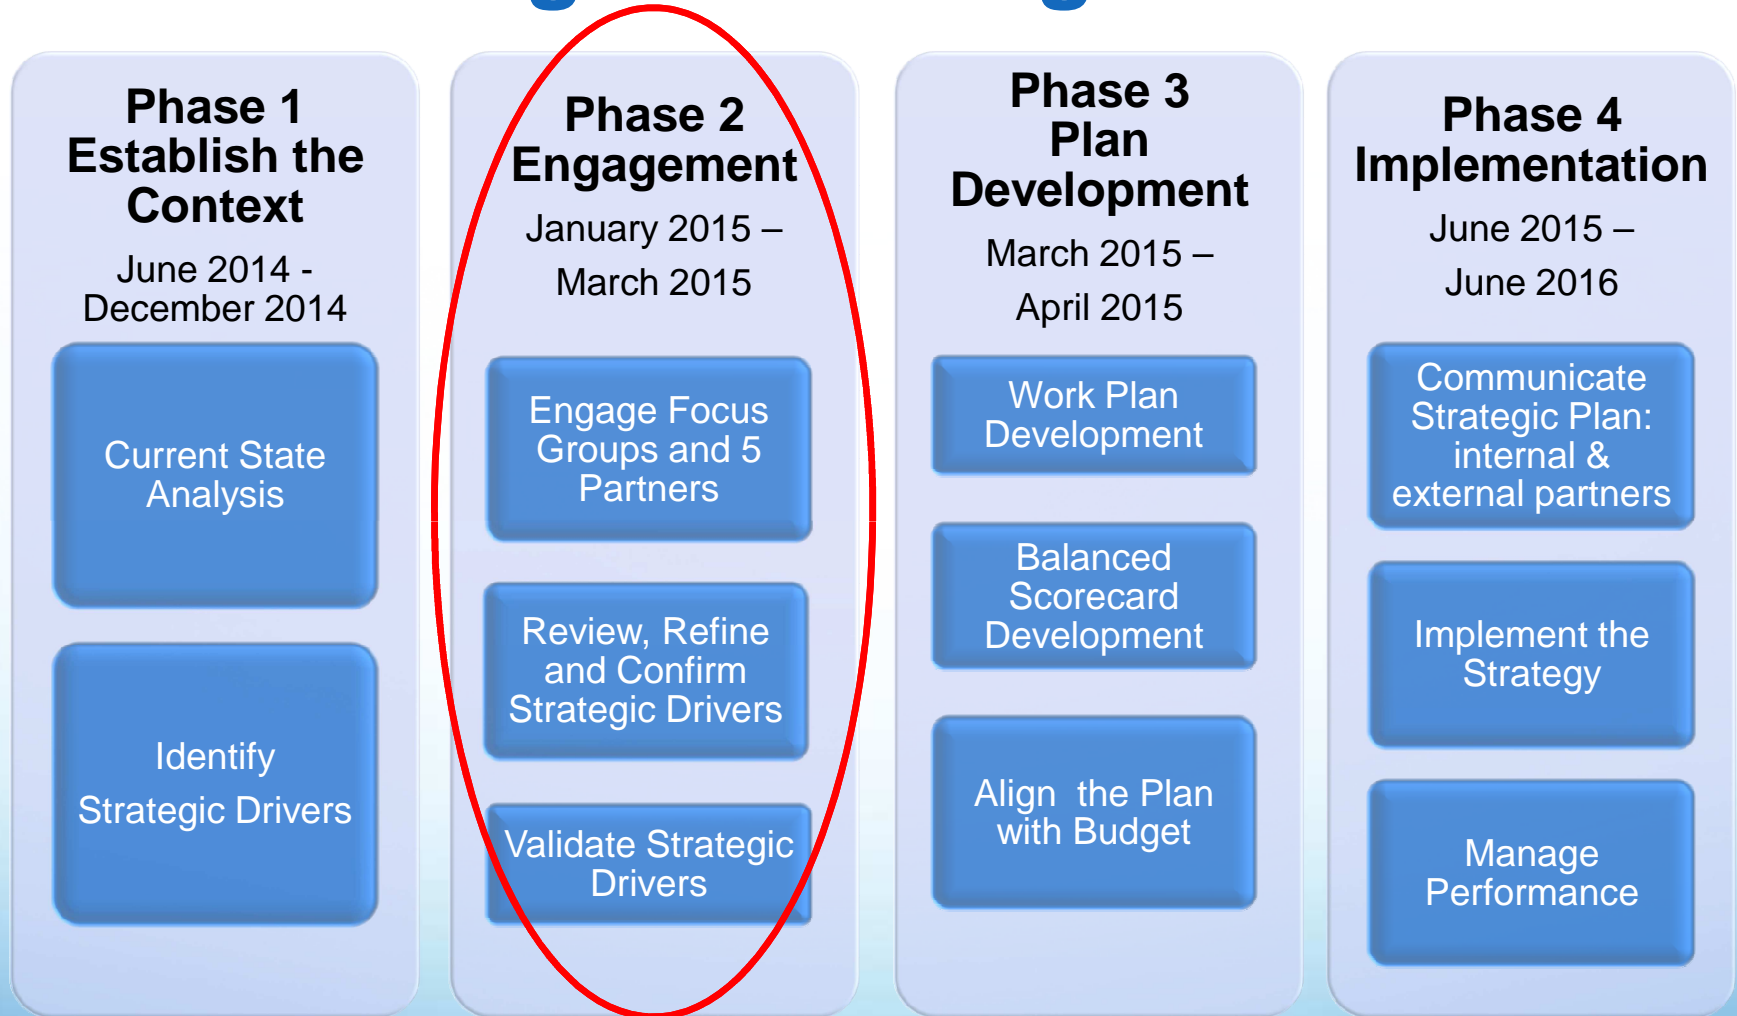 Phase 1
Establish the
Context
June 2014 -
December 2014
Current State
Analysis
Identify
Strategic Drivers
Phase 2
Engagement
January 2015 –
March 2015
Engage Focus
Groups and 5
Partners
Review, Refine
and Confirm
Strategic Drivers
Validate Strategic
Drivers
Phase 3
Plan
Development
March 2015 –
April 2015
Work Plan
Development
Balanced
Scorecard
Development
Align  the Plan
with Budget
Phase 4
Implementation
June 2015 –
June 2016
Communicate
Strategic Plan:
internal &
external partners
Implement the
Strategy
Manage
Performance